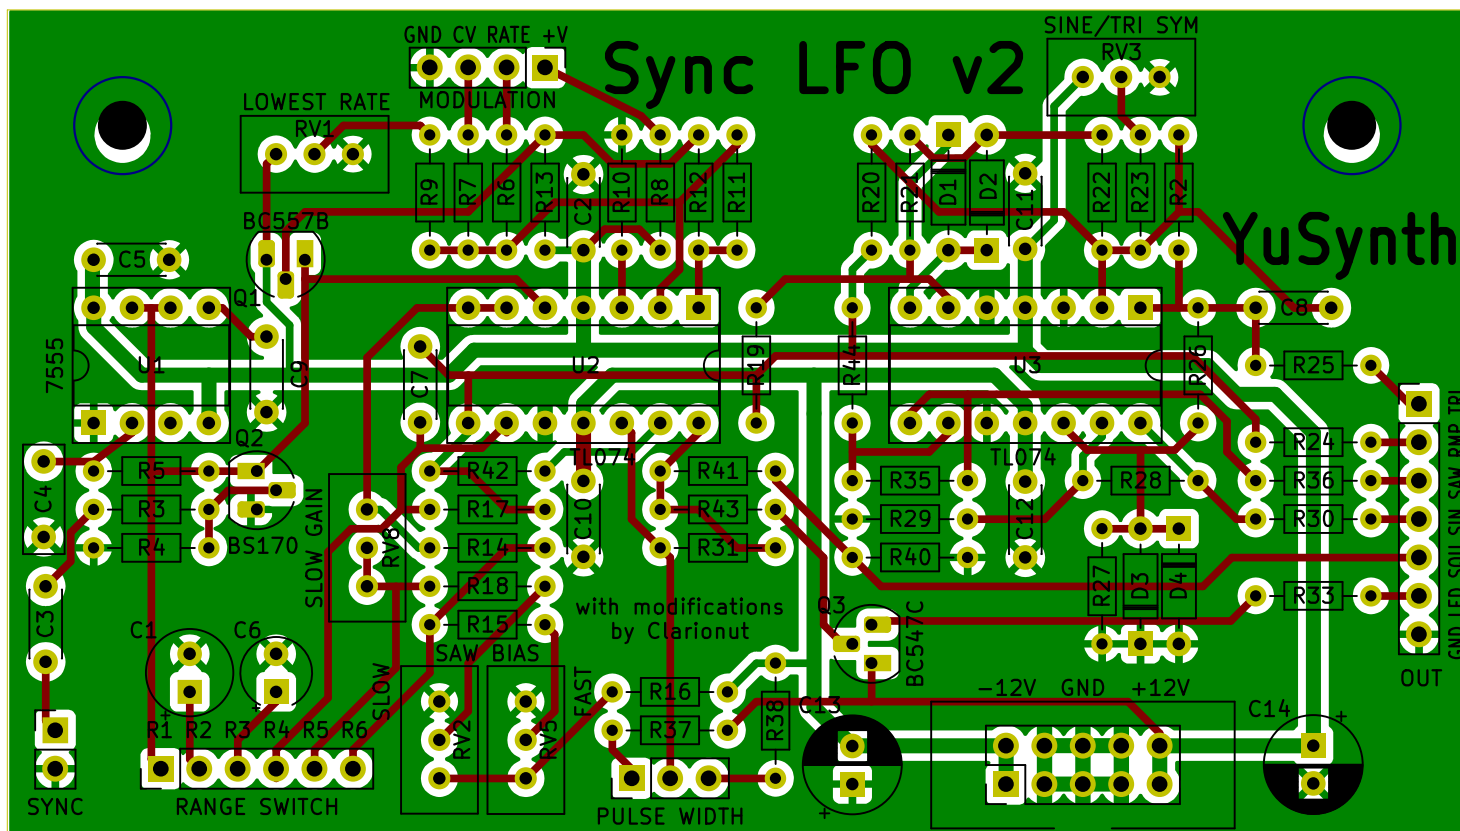 SINE/TRI SYM
GND CV RATE +V
Sync LFO v2
RV3
MODULATION
LOWEST RATE
RV1
R9
R7
R6
R13
C2
R10
R8
R12
R11
R20
R21
D1
D2
C11
R22
R23
R2
BC557B
YuSynth
C5
Q1
C8
7555
U1
C9
C7
U2
R19
R44
U3
R26
R25
Q2
TL074
TL074
R24
R5
R42
R41
R35
R28
R36
C4
R3
R17
C10
R43
R29
C12
R30
BS170
R4
SLOW GAIN
RV8
R14
R31
R40
R18
R27
D3
D4
R33
with modifications
by Clarionut
Q3
BC547C
C3
C1
C6
R15
SAW BIAS
GND LED SQU SIN SAW RMP TRI
OUT
SLOW
FAST
R16
-12V GND +12V
R1 R2 R3 R4 R5 R6
+
+
RV2
RV5
R37
R38
C13
C14
+
SYNC
RANGE SWITCH
PULSE WIDTH
+